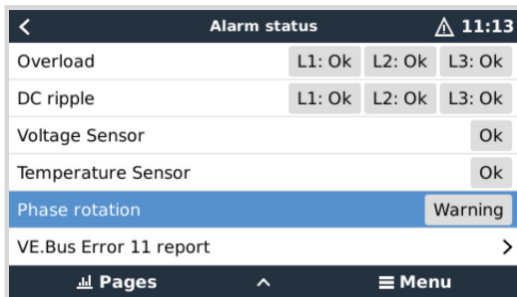 Alarm status 11:13
Overload L1: Ok L2: Ok L3: Ok
DC ripple L1: Ok L2: Ok L3: Ok
Voltage Sensor Ok
Temperature Sensor Ok
Phase rotation Warning
VE.Bus Error 11 report
Pages Menu